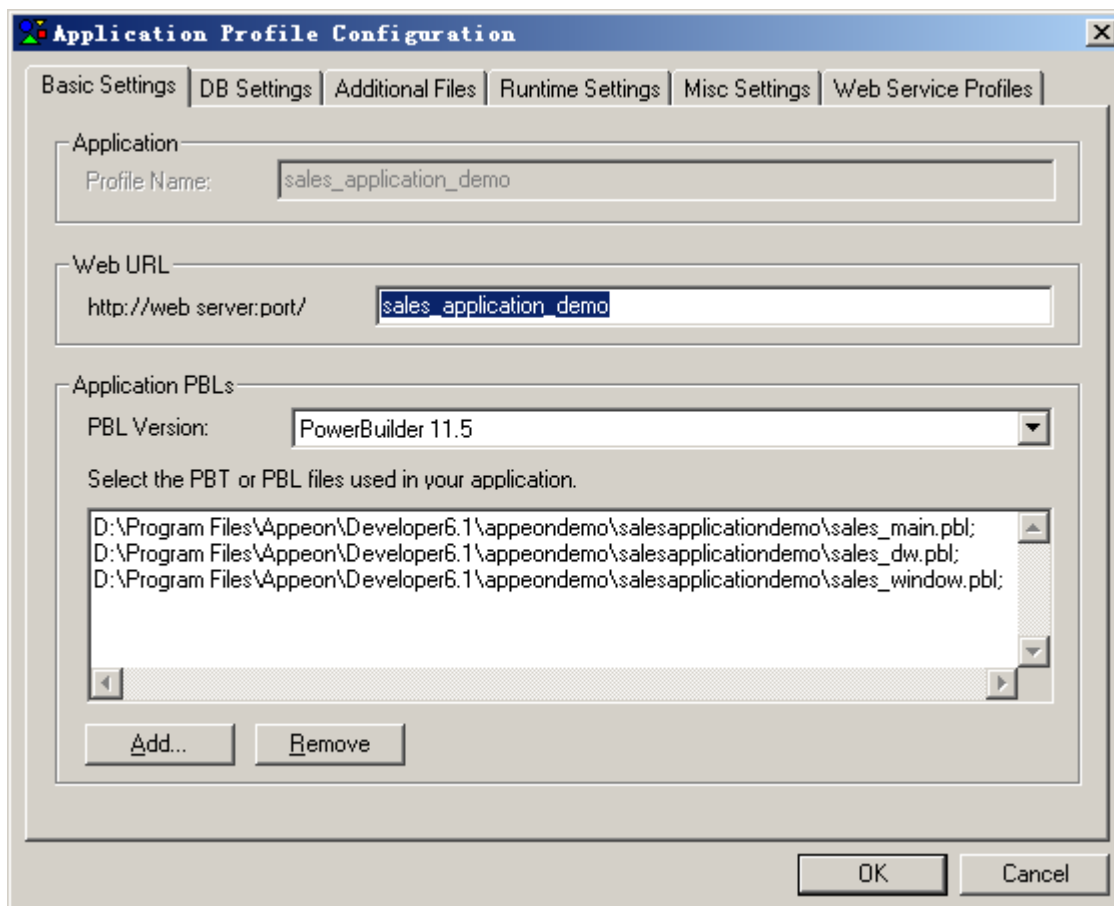 Application Profile Configuration
Basic Settings DB Settings Additional Files Runtime Settings Misc Settings Web Service Profiles
Application
Profile Name: sales_application_demo
Web URL
http://web server:port/ sales_application_demo
Application PBLs
PBL Version: PowerBuilder 11.5
Select the PBT or PBL files used in your application.
D:\Program Files\Appeon\Developer6.1\appeondemo\salesapplicationdemo\sales_main.pbl;
D:\Program Files\Appeon\Developer6.1\appeondemo\salesapplicationdemo\sales_dw.pbl;
D:\Program Files\Appeon\Developer6.1\appeondemo\salesapplicationdemo\sales_window.pbl;
Add... Remove
OK Cancel